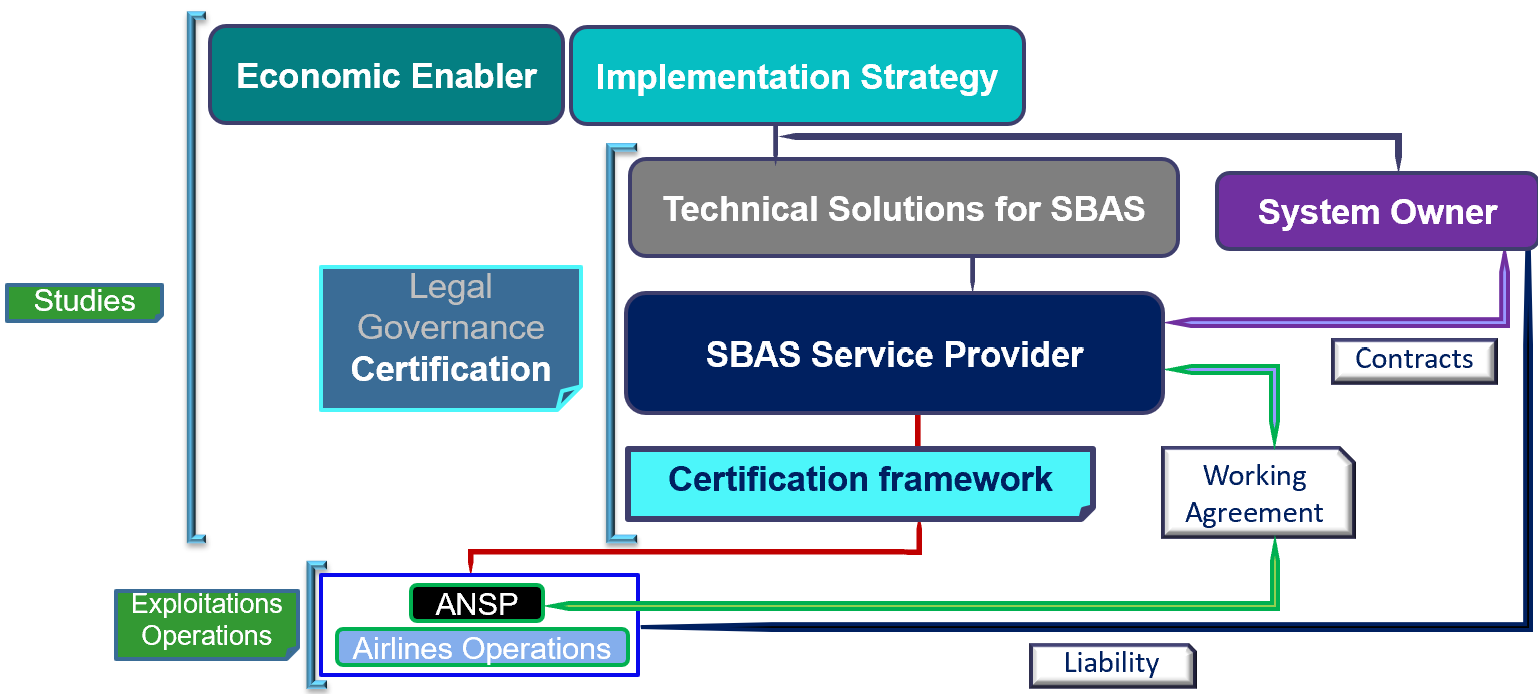 Economic Enabler
Implementation Strategy
Technical Solutions for SBAS
System Owner
Studies
Legal
Governance
Certification
SBAS Service Provider
Contracts
Certification framework
Working
Agreement
Exploitations
Operations
ANSP
Airlines Operations
Liability